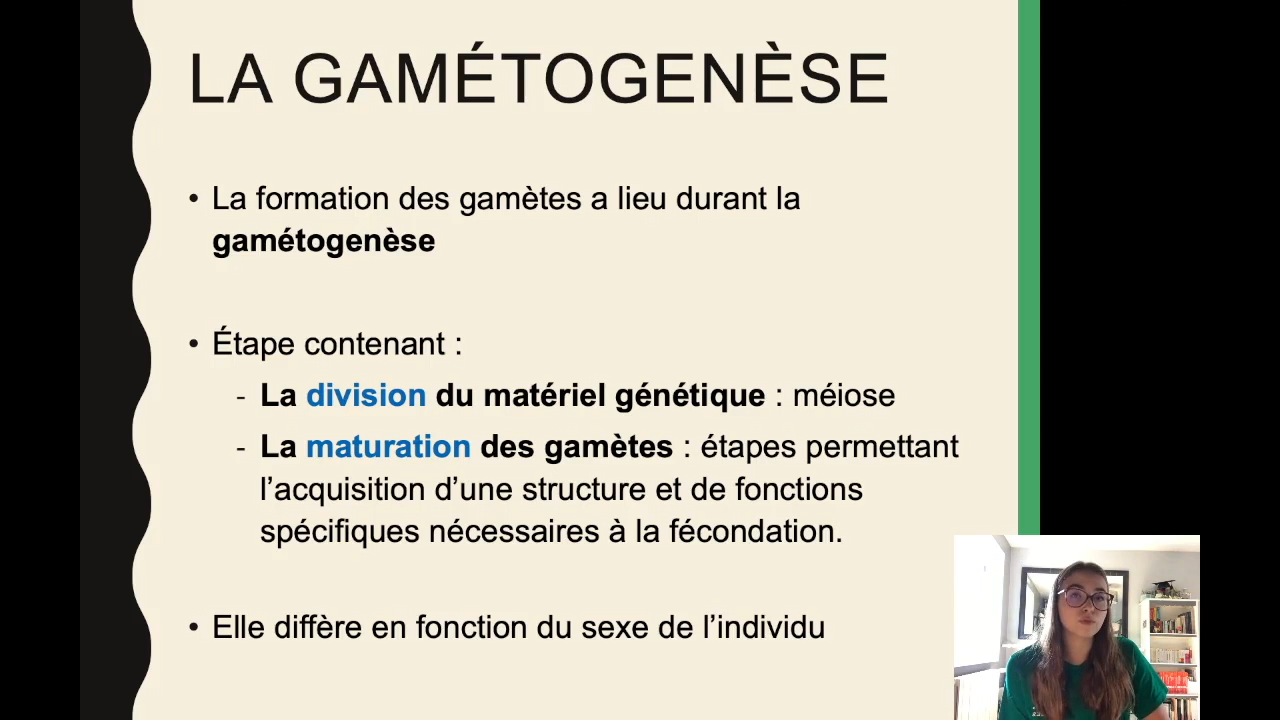 LA GAMÉTOGENÈSE
• La formation des gamètes a lieu durant la
gamétogenèse
• Étape contenant :
- La division du matériel génétique : méiose
- La maturation des gamètes : étapes permettant
l’acquisition d’une structure et de fonctions
spécifiques nécessaires à la fécondation.
• Elle diffère en fonction du sexe de l’individu